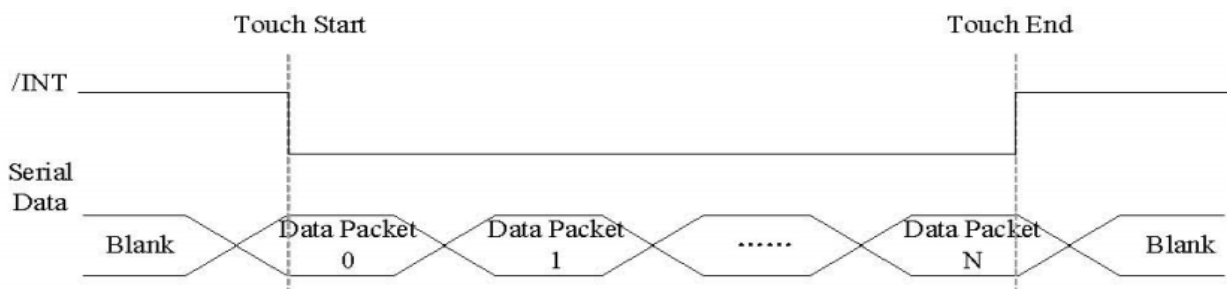 Touch Start
Touch End
/INT
Serial
Data
Blank
Data Packet
0
Data Packet
1
......
Data Packet
N
Blank